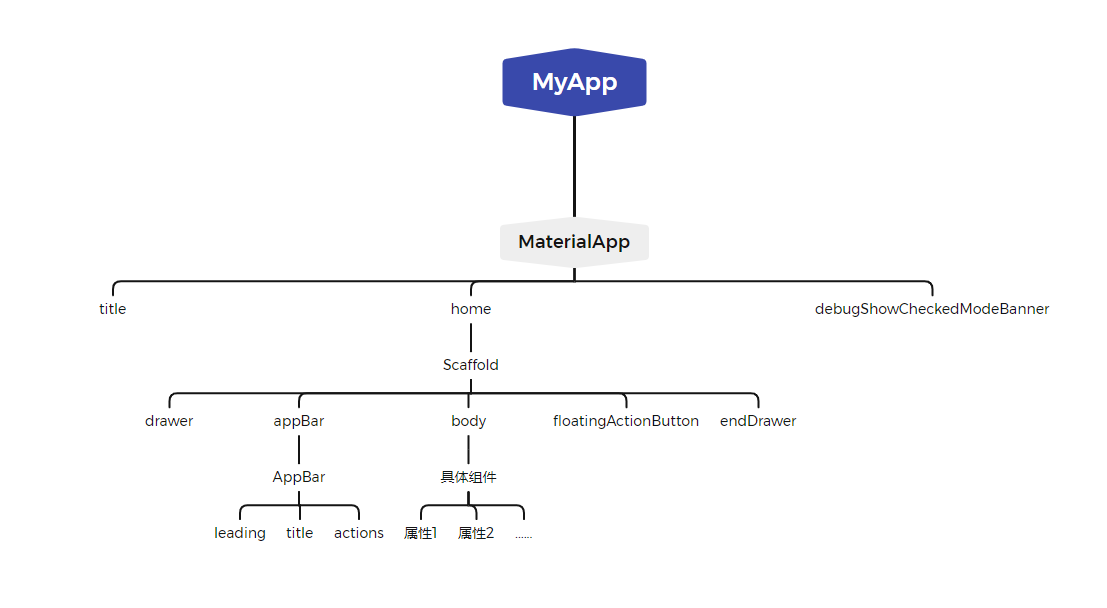 MyApp
MaterialApp
title
home
debugShowCheckedModeBanner
Scaffold
drawer
appBar
body
floatingActionButton
endDrawer
AppBar
具体组件
leading
title
actions
属性1
属性2
......